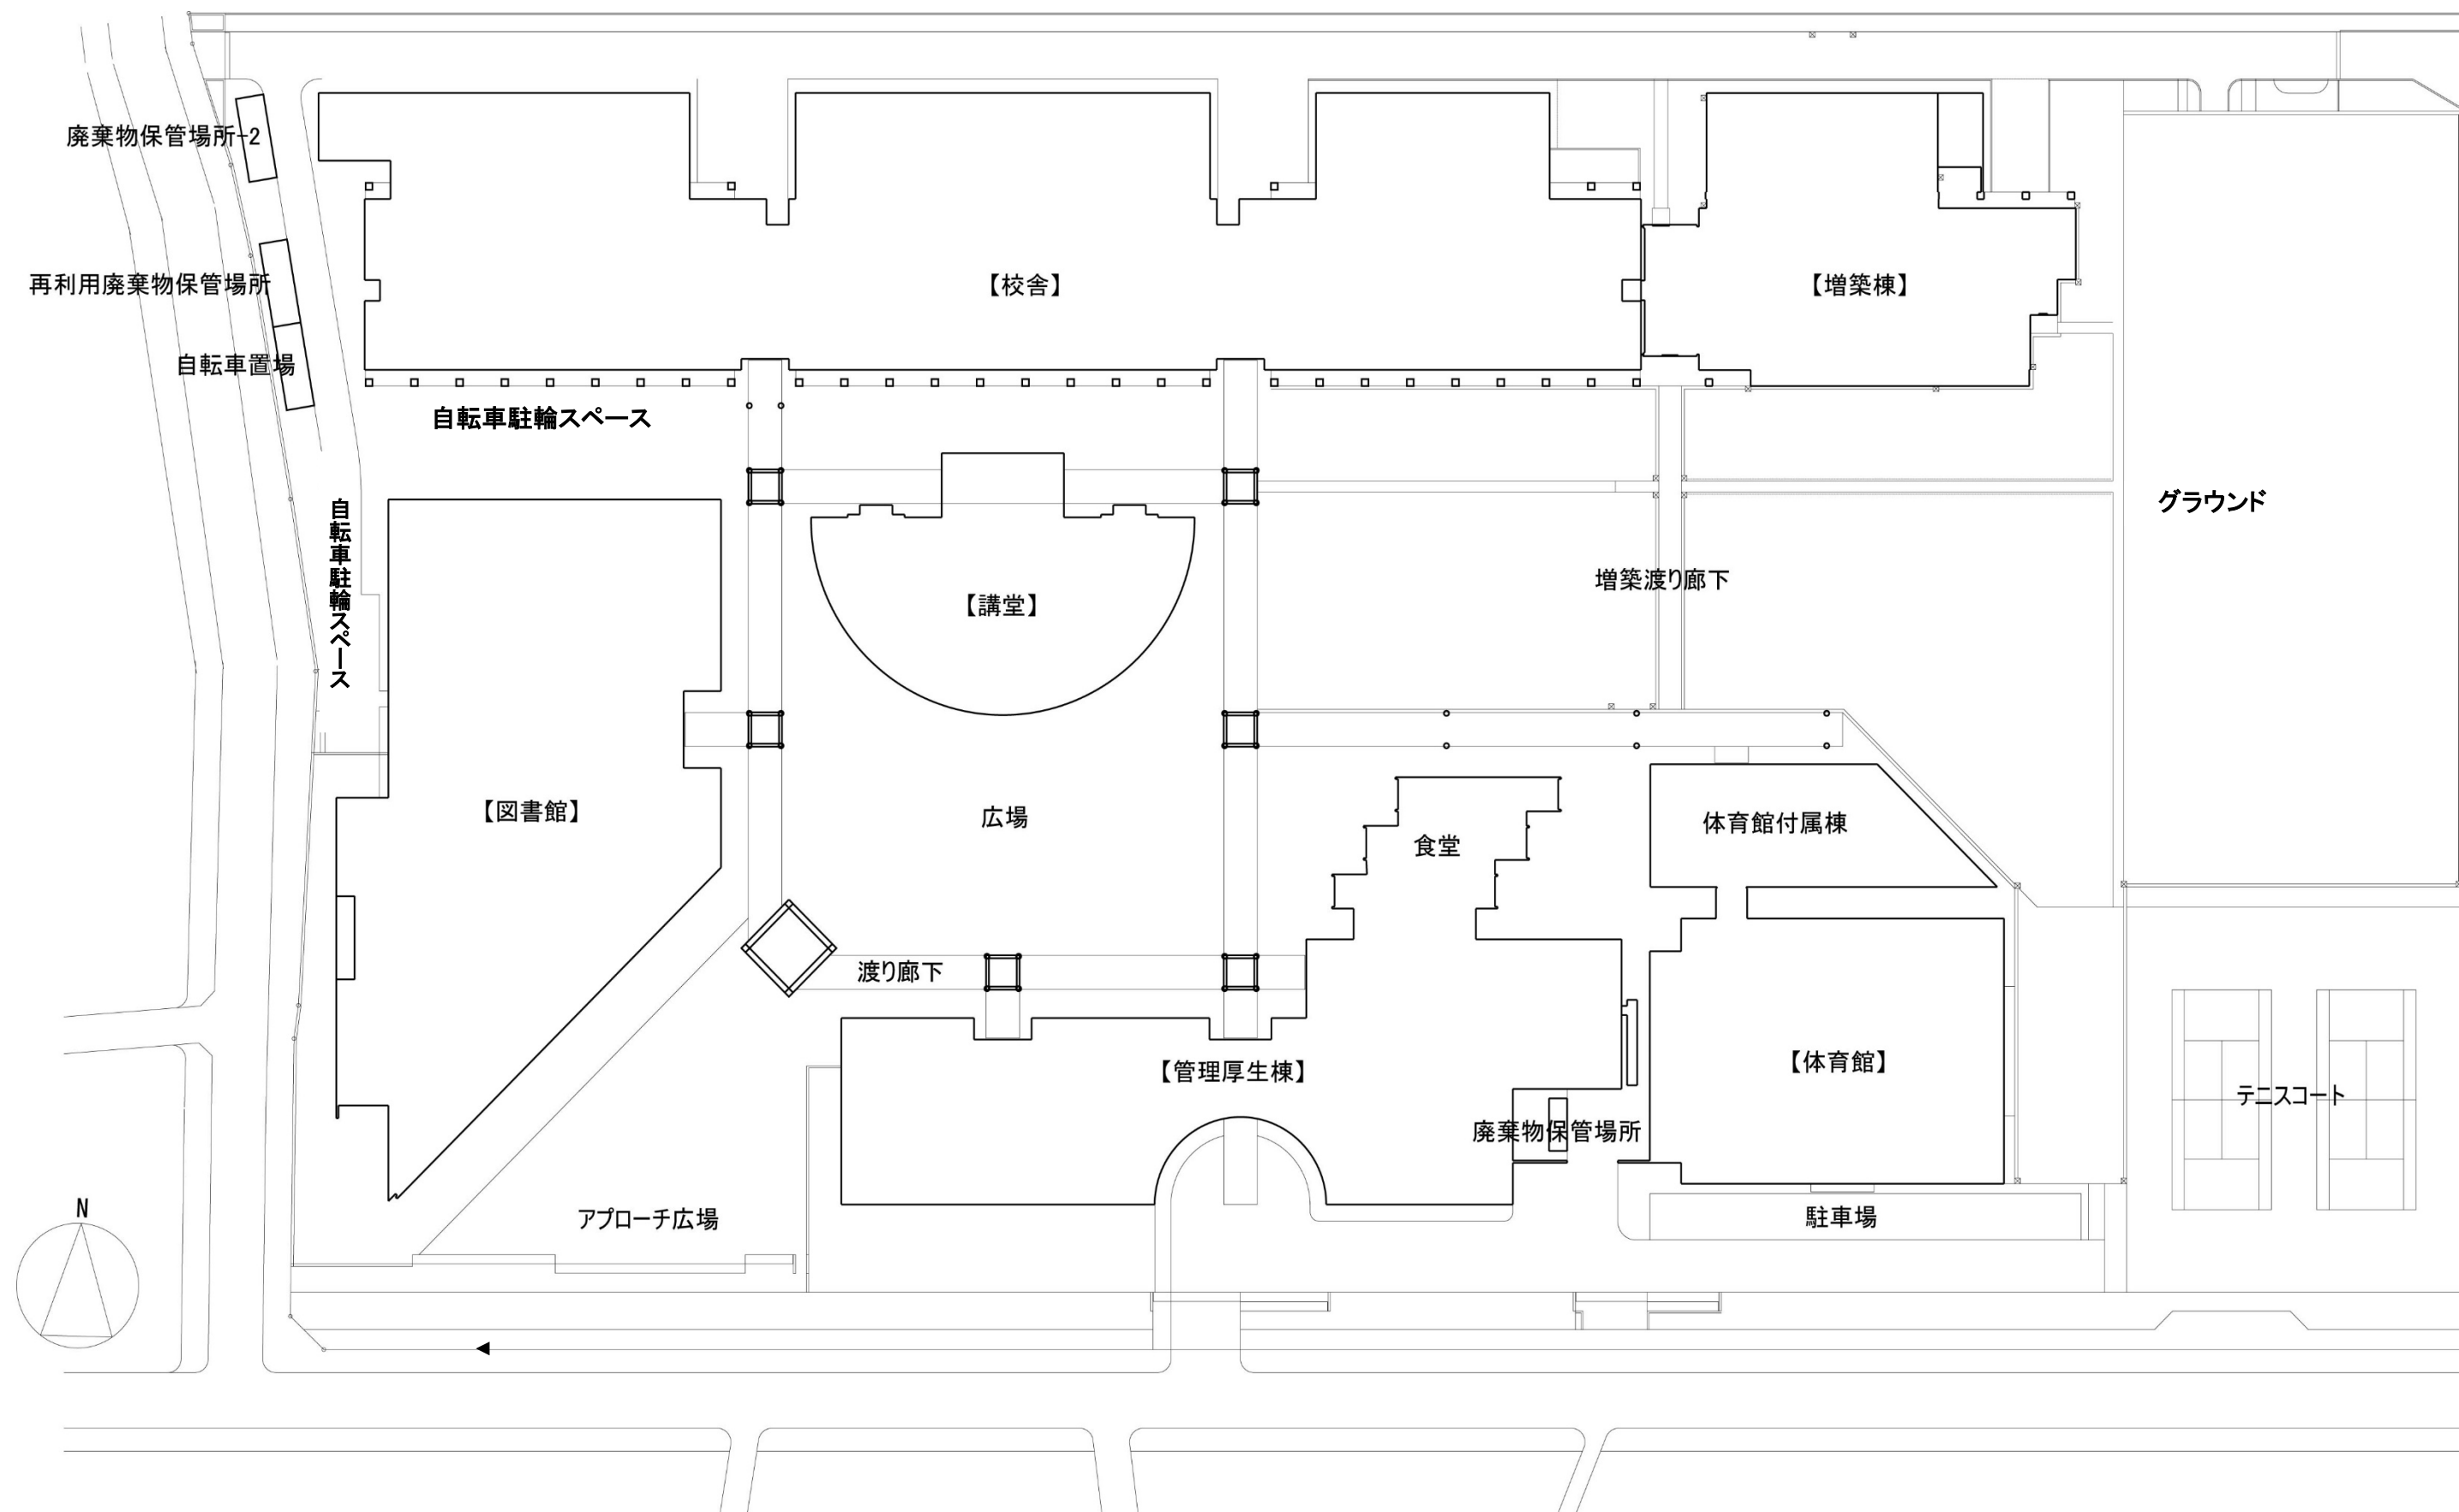 廃棄物保管場所-2
再利用廃棄物保管場所
【校舎】
【増築棟】
自転車置場
自転車駐輪スペース
自転車駐輪スペース
グラウンド
増築渡り廊下
【講堂】
【図書館】
広場
食堂
体育館付属棟
渡り廊下
【管理厚生棟】
【体育館】
テニスコート
廃棄物保管場所
N
アプローチ広場
駐車場